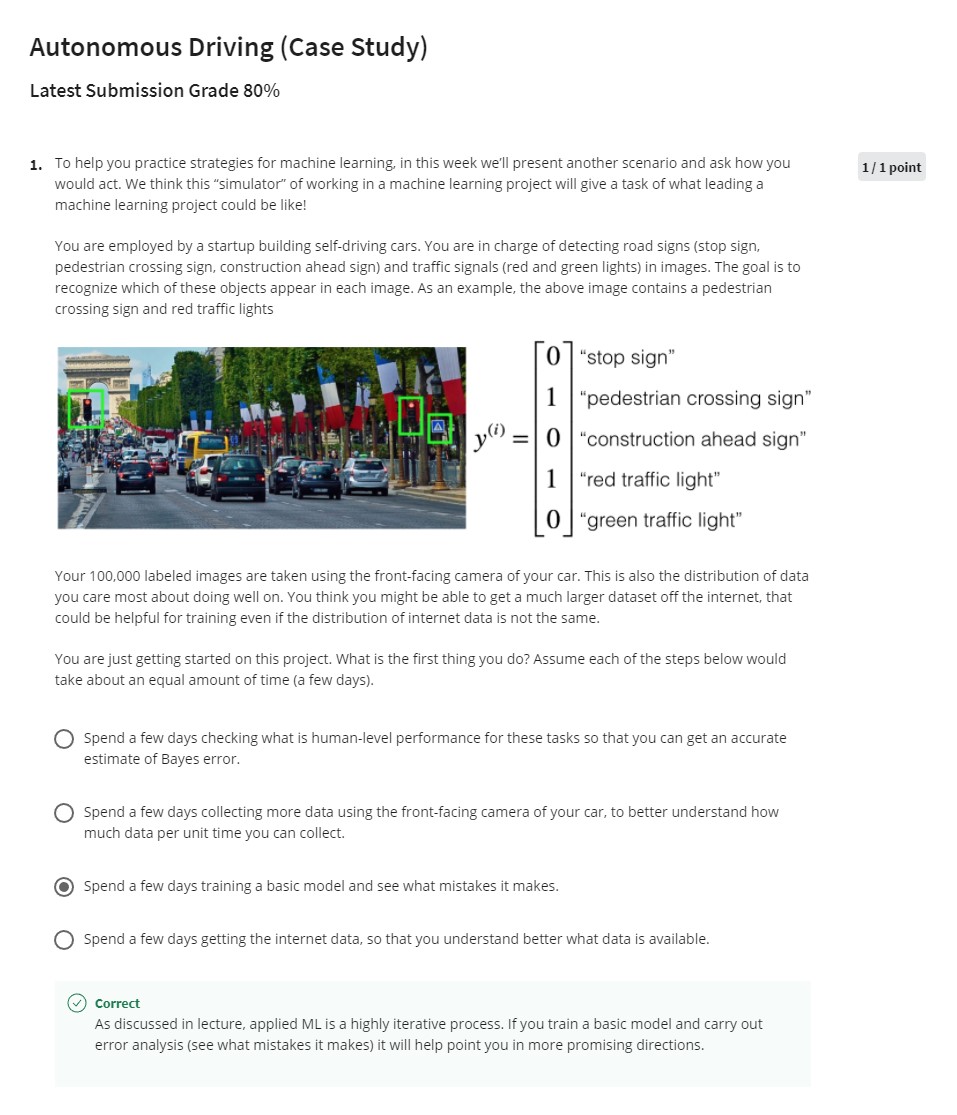 Autonomous Driving (Case Study)
Latest Submission Grade 80%
1. To help you practice strategies for machine learning, in this week we'll present another scenario and ask how you
would act. We think this “simulator” of working in a machine learning project will give a task of what leading a
machine learning project could be like!
1 / 1 point
You are employed by a startup building self-driving cars. You are in charge of detecting road signs (stop sign,
pedestrian crossing sign, construction ahead sign) and traffic signals (red and green lights) in images. The goal is to
recognize which of these objects appear in each image. As an example, the above image contains a pedestrian
crossing sign and red traffic lights
0 “stop sign”
1 “pedestrian crossing sign”
y(i) = 0 “construction ahead sign”
1 “red traffic light”
0 “green traffic light”
Your 100,000 labeled images are taken using the front-facing camera of your car. This is also the distribution of data
you care most about doing well on. You think you might be able to get a much larger dataset off the internet, that
could be helpful for training even if the distribution of internet data is not the same.
You are just getting started on this project. What is the first thing you do? Assume each of the steps below would
take about an equal amount of time (a few days).
Spend a few days checking what is human-level performance for these tasks so that you can get an accurate
estimate of Bayes error.
Spend a few days collecting more data using the front-facing camera of your car, to better understand how
much data per unit time you can collect.
Spend a few days training a basic model and see what mistakes it makes.
Spend a few days getting the internet data, so that you understand better what data is available.
Correct
As discussed in lecture, applied ML is a highly iterative process. If you train a basic model and carry out
error analysis (see what mistakes it makes) it will help point you in more promising directions.